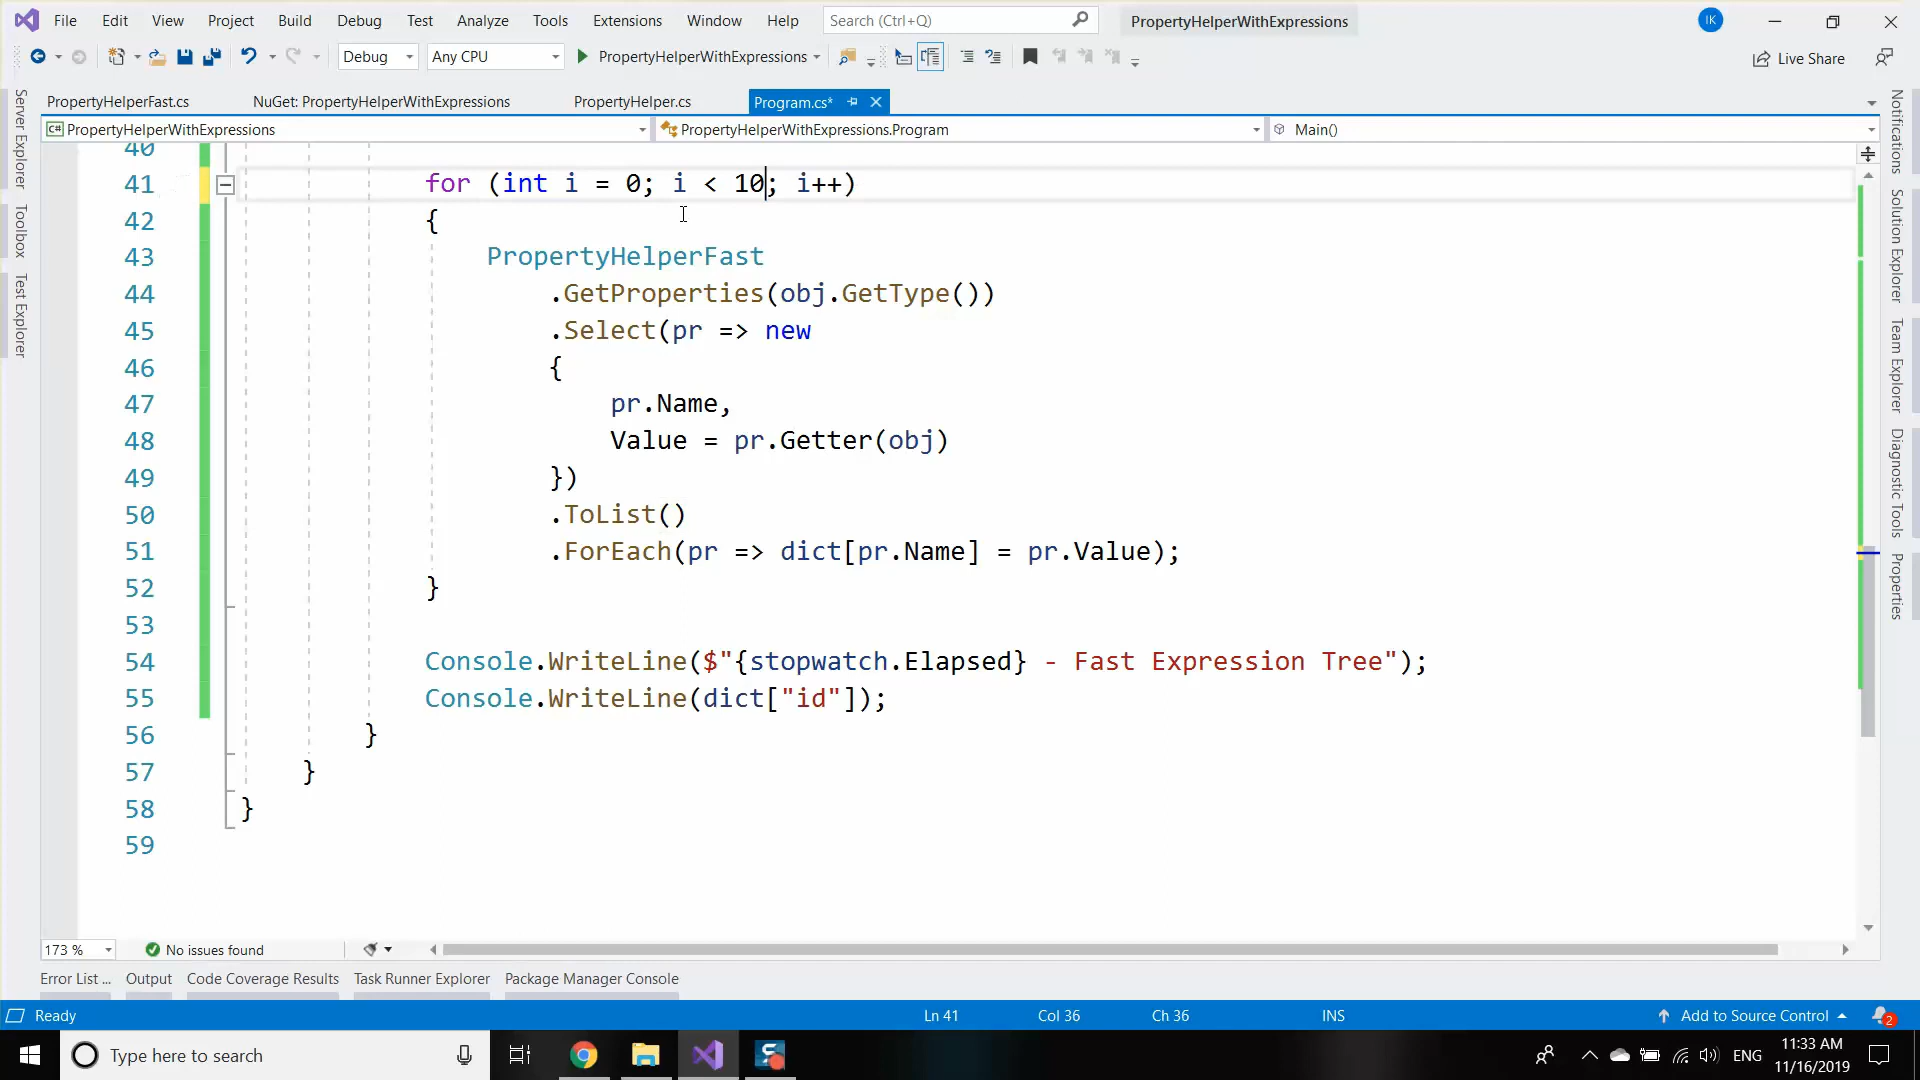 File Edit View Project Build Debug Test Analyze Tools Extensions Window Help Search (Ctrl+Q) PropertyHelperWithExpressions IK
Debug Any CPU PropertyHelperWithExpressions Live Share
PropertyHelperFast.cs NuGet: PropertyHelperWithExpressions PropertyHelper.cs Program.cs*
C# PropertyHelperWithExpressions PropertyHelperWithExpressions.Program Main()
Server Explorer
Toolbox
Test Explorer
40
41 for (int i = 0; i < 10; i++)
42 {
43 PropertyHelperFast
44 .GetProperties(obj.GetType())
45 .Select(pr => new
46 {
47 pr.Name,
48 Value = pr.Getter(obj)
49 })
50 .ToList()
51 .ForEach(pr => dict[pr.Name] = pr.Value);
52 }
53
54 Console.WriteLine($"{stopwatch.Elapsed} - Fast Expression Tree");
55 Console.WriteLine(dict["id"]);
56 }
57 }
58 }
59
Notifications
Solution Explorer
Team Explorer
Diagnostic Tools
Properties
173 % No issues found
Error List ... Output Code Coverage Results Task Runner Explorer Package Manager Console
Ready Ln 41 Col 36 Ch 36 INS Add to Source Control 2
Type here to search ENG 11:33 AM
11/16/2019